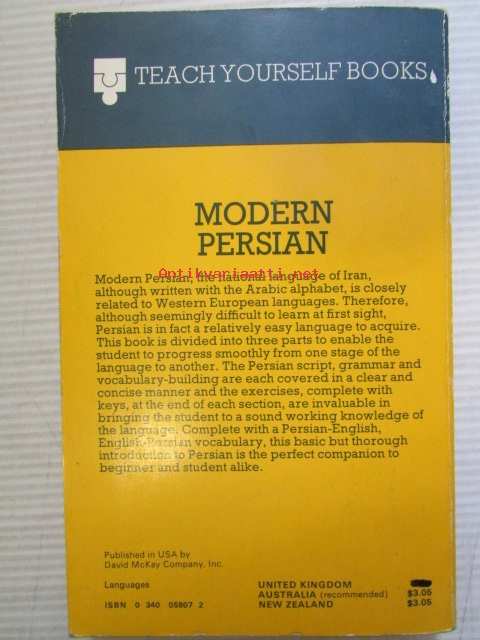 TEACH YOURSELF BOOKS
MODERN
PERSIAN
Antikvariaatti.net
Modern Persian, the national language of Iran,
although written with the Arabic alphabet, is closely
related to Western European languages. Therefore,
although seemingly difficult to learn at first sight,
Persian is in fact a relatively easy language to acquire.
This book is divided into three parts to enable the
student to progress smoothly from one stage of the
language to another. The Persian script, grammar and
vocabulary-building are each covered in a clear and
concise manner and the exercises, complete with
keys, at the end of each section, are invaluable in
bringing the student to a sound working knowledge of
the language. Complete with a Persian-English,
English-Persian vocabulary, this basic but thorough
introduction to Persian is the perfect companion to
beginner and student alike.
Published in USA by
David McKay Company, Inc.
Languages
UNITED KINGDOM
AUSTRALIA (recommended) $3.05
ISBN 0 340 05807 2
NEW ZEALAND $3.05